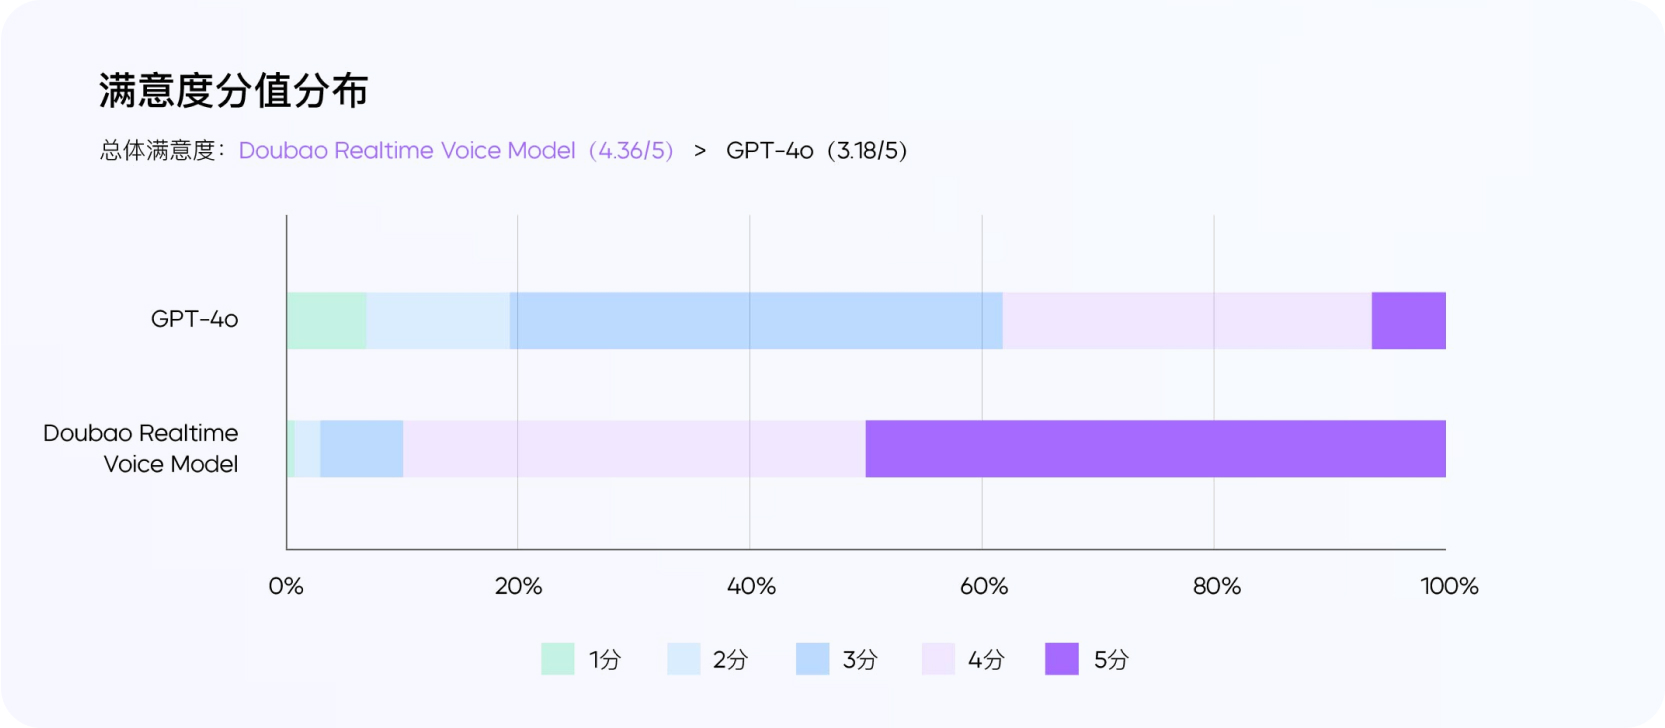 满意度分值分布
总体满意度：Doubao Realtime Voice Model（4.36/5） > GPT-4o（3.18/5）
GPT-4o
Doubao Realtime
Voice Model
0% 20% 40% 60% 80% 100%
1分 2分 3分 4分 5分